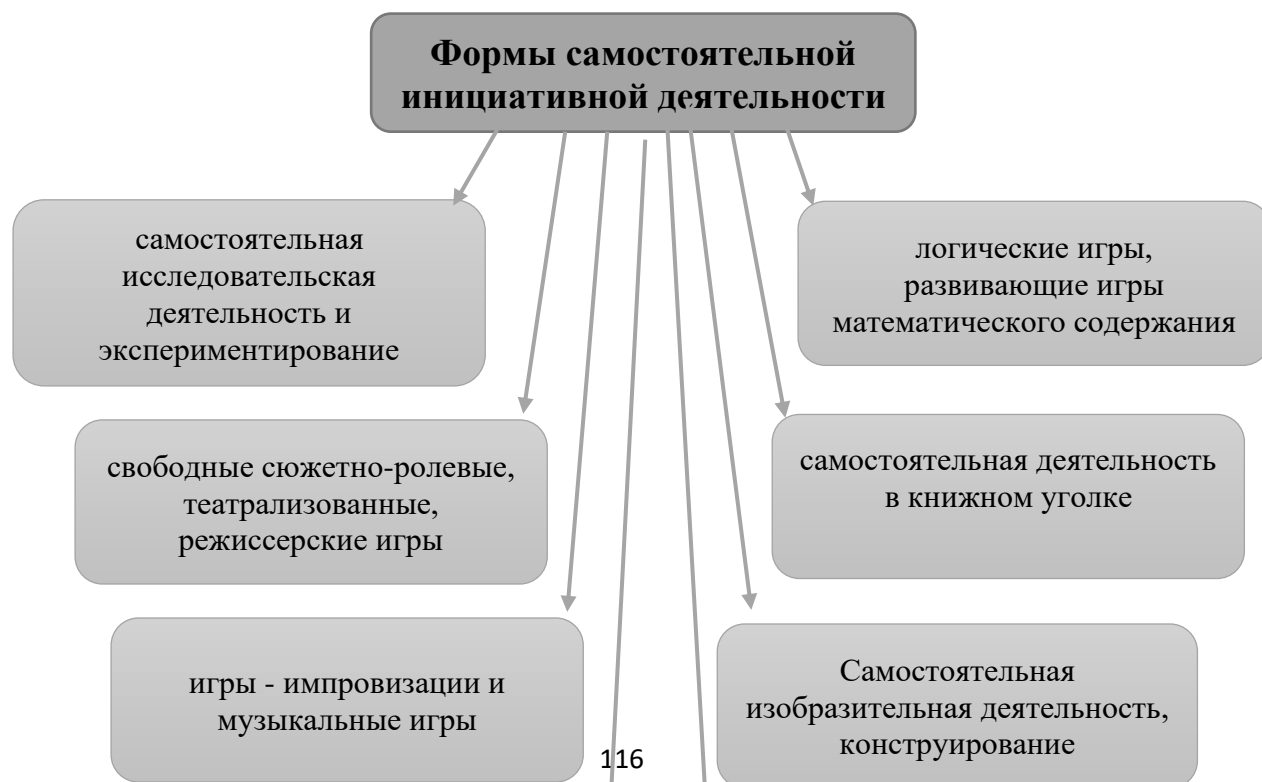 Формы самостоятельной
инициативной деятельности
самостоятельная
исследовательская
деятельность и
экспериментирование
логические игры,
развивающие игры
математического содержания
свободные сюжетно-ролевые,
театрализованные,
режиссерские игры
самостоятельная деятельность
в книжном уголке
игры - импровизации и
музыкальные игры
Самостоятельная
изобразительная деятельность,
конструирование
116